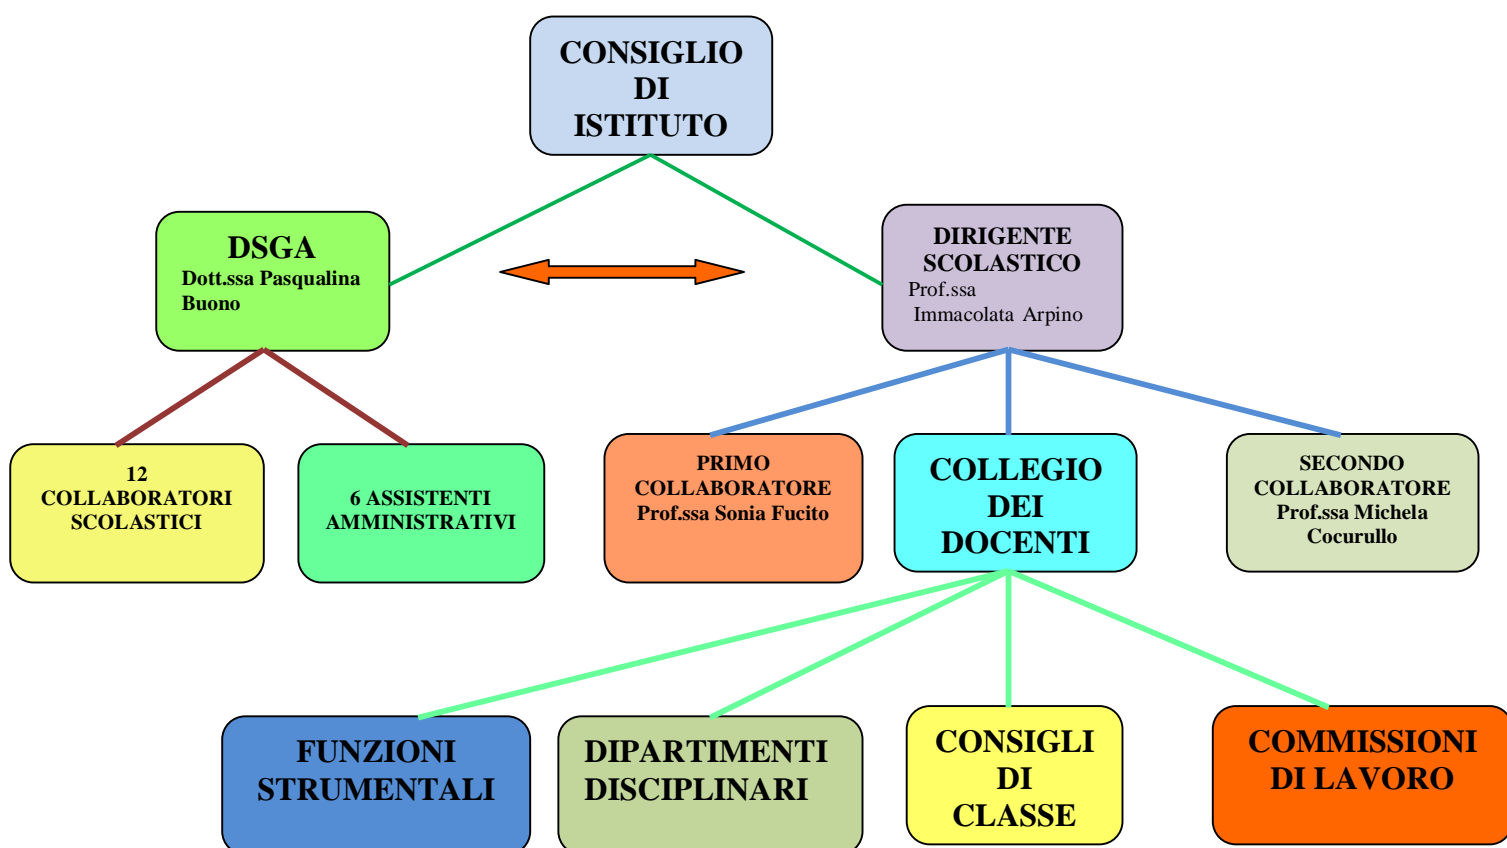 CONSIGLIO
DI
ISTITUTO
DSGA
Dott.ssa Pasqualina
Buono
DIRIGENTE
SCOLASTICO
Prof.ssa
Immacolata Arpino
12
COLLABORATORI
SCOLASTICI
6 ASSISTENTI
AMMINISTRATIVI
PRIMO
COLLABORATORE
Prof.ssa Sonia Fucito
COLLEGIO
DEI
DOCENTI
SECONDO
COLLABORATORE
Prof.ssa Michela
Cocurullo
FUNZIONI
STRUMENTALI
DIPARTIMENTI
DISCIPLINARI
CONSIGLI
DI
CLASSE
COMMISSIONI
DI LAVORO